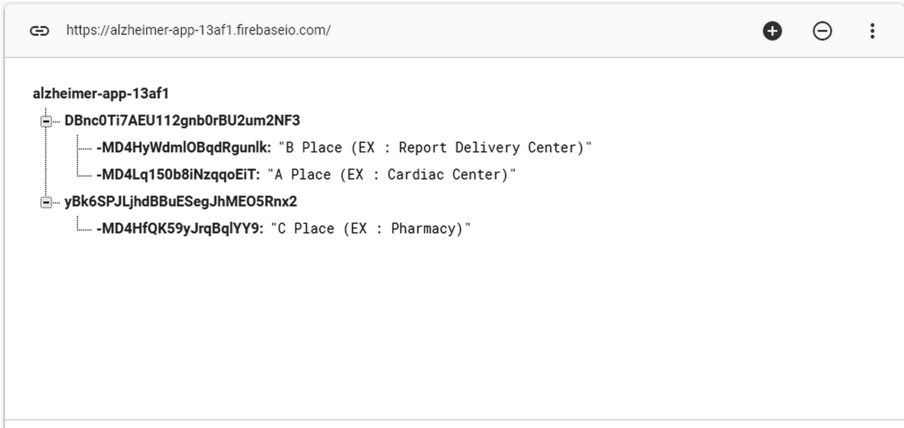 https://alzheimer-app-13af1.firebaseio.com/
alzheimer-app-13af1
DBnc0Ti7AEU112gnb0rBU2um2NF3
-MD4HyWdmlOBqdRgunlk: "B Place (EX : Report Delivery Center)"
-MD4Lq150b8iNzqqoEiT: "A Place (EX : Cardiac Center)"
yBk6SPJLjhdBBuESegJhMEO5Rnx2
-MD4HfQK59yJrqBqlYY9: "C Place (EX : Pharmacy)"